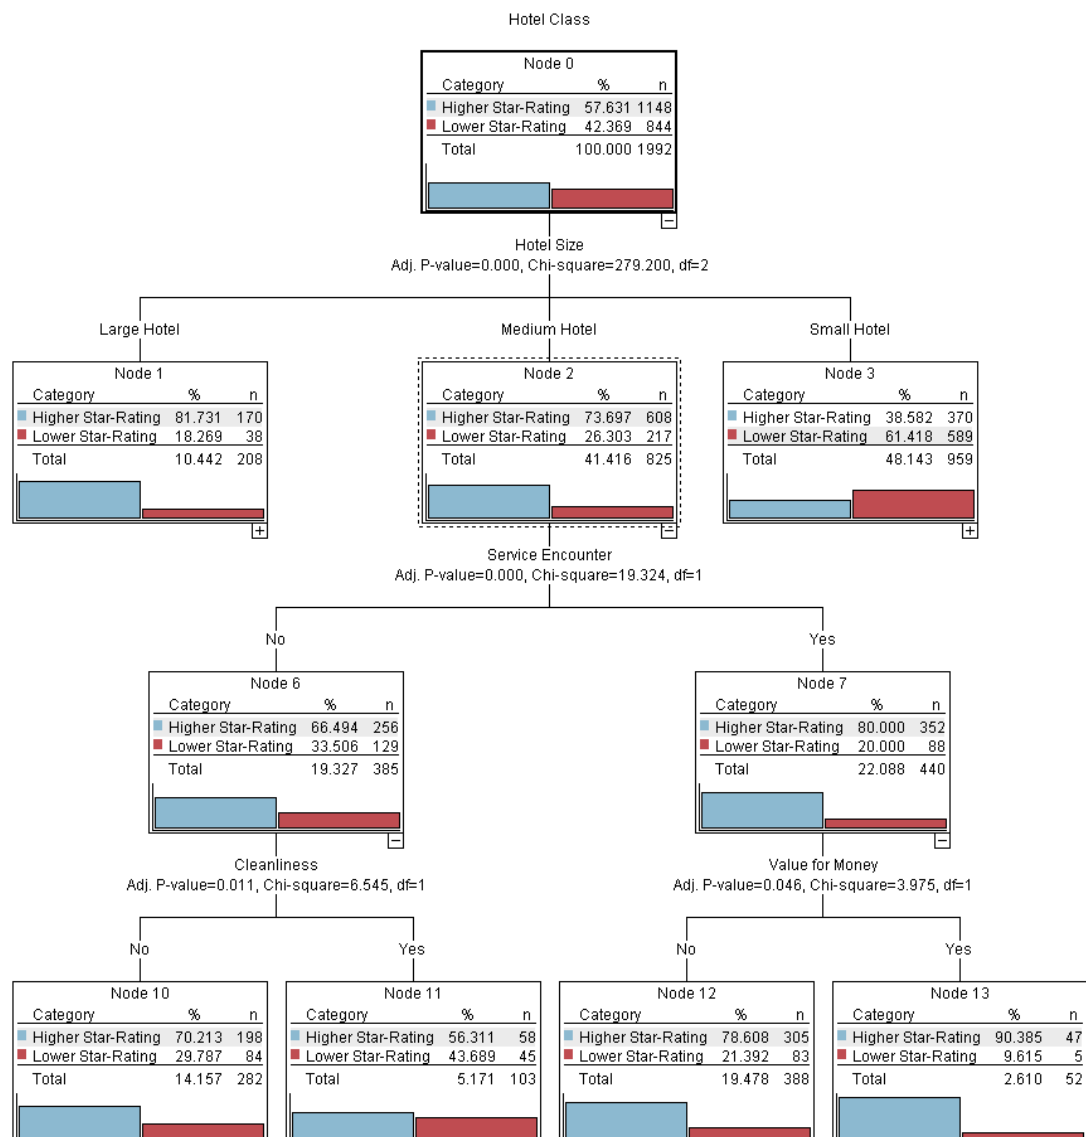 Hotel Class
Node 0
Category % n
Higher Star-Rating 57.631 1148
Lower Star-Rating 42.369 844
Total 100.000 1992
Hotel Size
Adj. P-value=0.000, Chi-square=279.200, df=2
Large Hotel
Medium Hotel
Small Hotel
Node 1
Category % n
Higher Star-Rating 81.731 170
Lower Star-Rating 18.269 38
Total 10.442 208
Node 2
Category % n
Higher Star-Rating 73.697 608
Lower Star-Rating 26.303 217
Total 41.416 825
Node 3
Category % n
Higher Star-Rating 38.582 370
Lower Star-Rating 61.418 589
Total 48.143 959
Service Encounter
Adj. P-value=0.000, Chi-square=19.324, df=1
No
Yes
Node 6
Category % n
Higher Star-Rating 66.494 256
Lower Star-Rating 33.506 129
Total 19.327 385
Node 7
Category % n
Higher Star-Rating 80.000 352
Lower Star-Rating 20.000 88
Total 22.088 440
Cleanliness
Adj. P-value=0.011, Chi-square=6.545, df=1
Value for Money
Adj. P-value=0.046, Chi-square=3.975, df=1
No
Yes
No
Yes
Node 10
Category % n
Higher Star-Rating 70.213 198
Lower Star-Rating 29.787 84
Total 14.157 282
Node 11
Category % n
Higher Star-Rating 56.311 58
Lower Star-Rating 43.689 45
Total 5.171 103
Node 12
Category % n
Higher Star-Rating 78.608 305
Lower Star-Rating 21.392 83
Total 19.478 388
Node 13
Category % n
Higher Star-Rating 90.385 47
Lower Star-Rating 9.615 5
Total 2.610 52